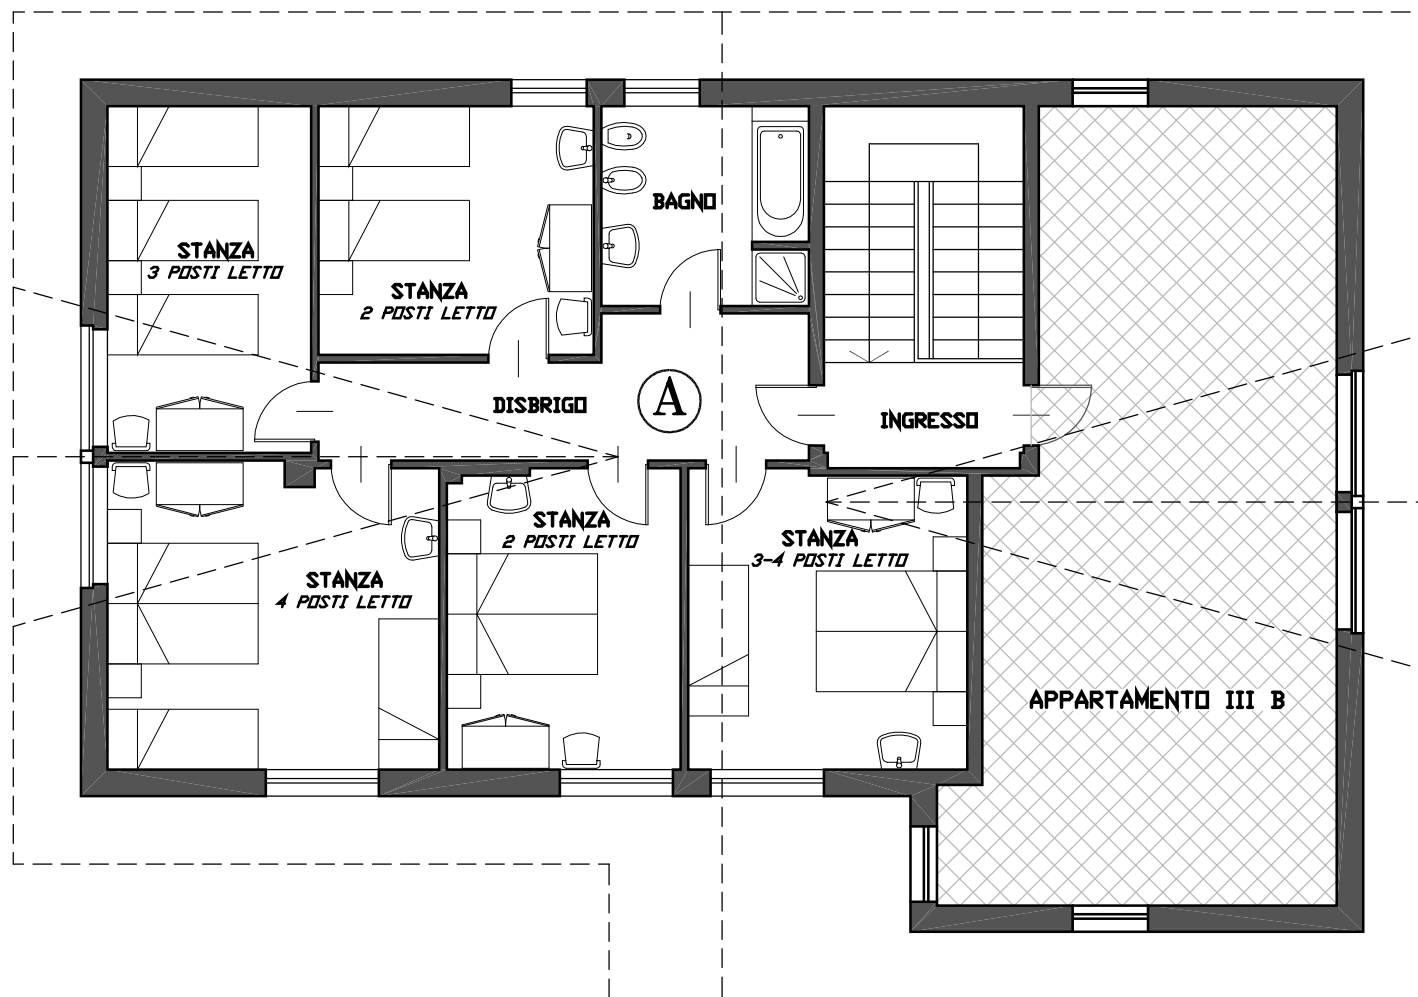 BAGNO
STANZA
3 POSTI LETTO
STANZA
2 POSTI LETTO
DISBRIGO
A
INGRESSO
STANZA
2 POSTI LETTO
STANZA
3-4 POSTI LETTO
STANZA
4 POSTI LETTO
APPARTAMENTO III B